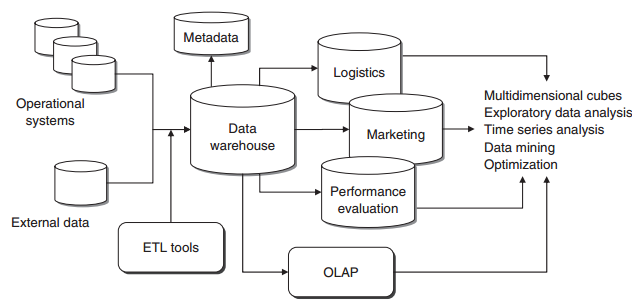 Metadata
Logistics
Operational
systems
Data
warehouse
Marketing
Multidimensional cubes
Exploratory data analysis
Time series analysis
Data mining
Optimization
Performance
evaluation
External data
ETL tools
OLAP